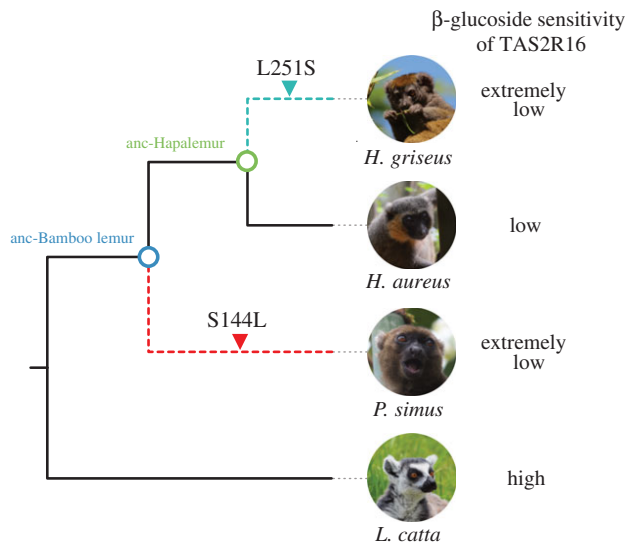 β-glucoside sensitivity
of TAS2R16
L251S
extremely
low
anc-Hapalemur
H. griseus
anc-Bamboo lemur
low
H. aureus
S144L
extremely
low
P. simus
high
L. catta